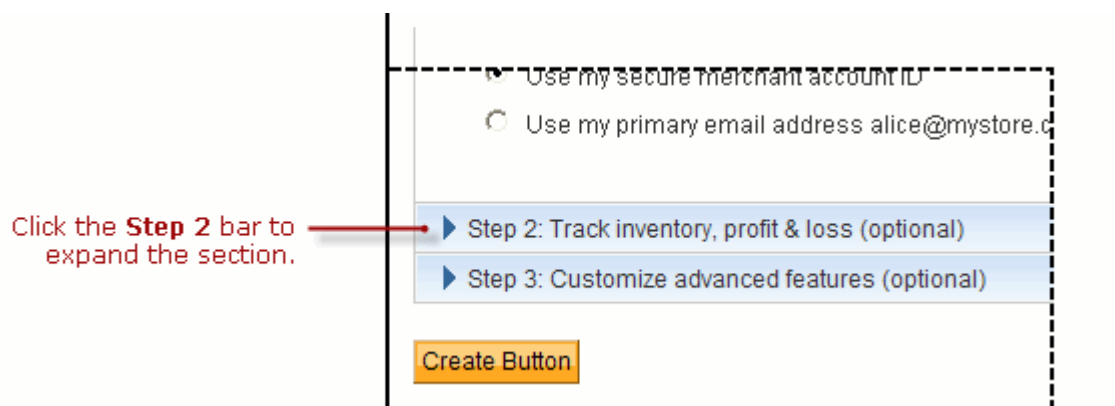 Use my secure merchant account ID
Use my primary email address alice@mystore.c
Click the Step 2 bar to
expand the section.
Step 2: Track inventory, profit & loss (optional)
Step 3: Customize advanced features (optional)
Create Button